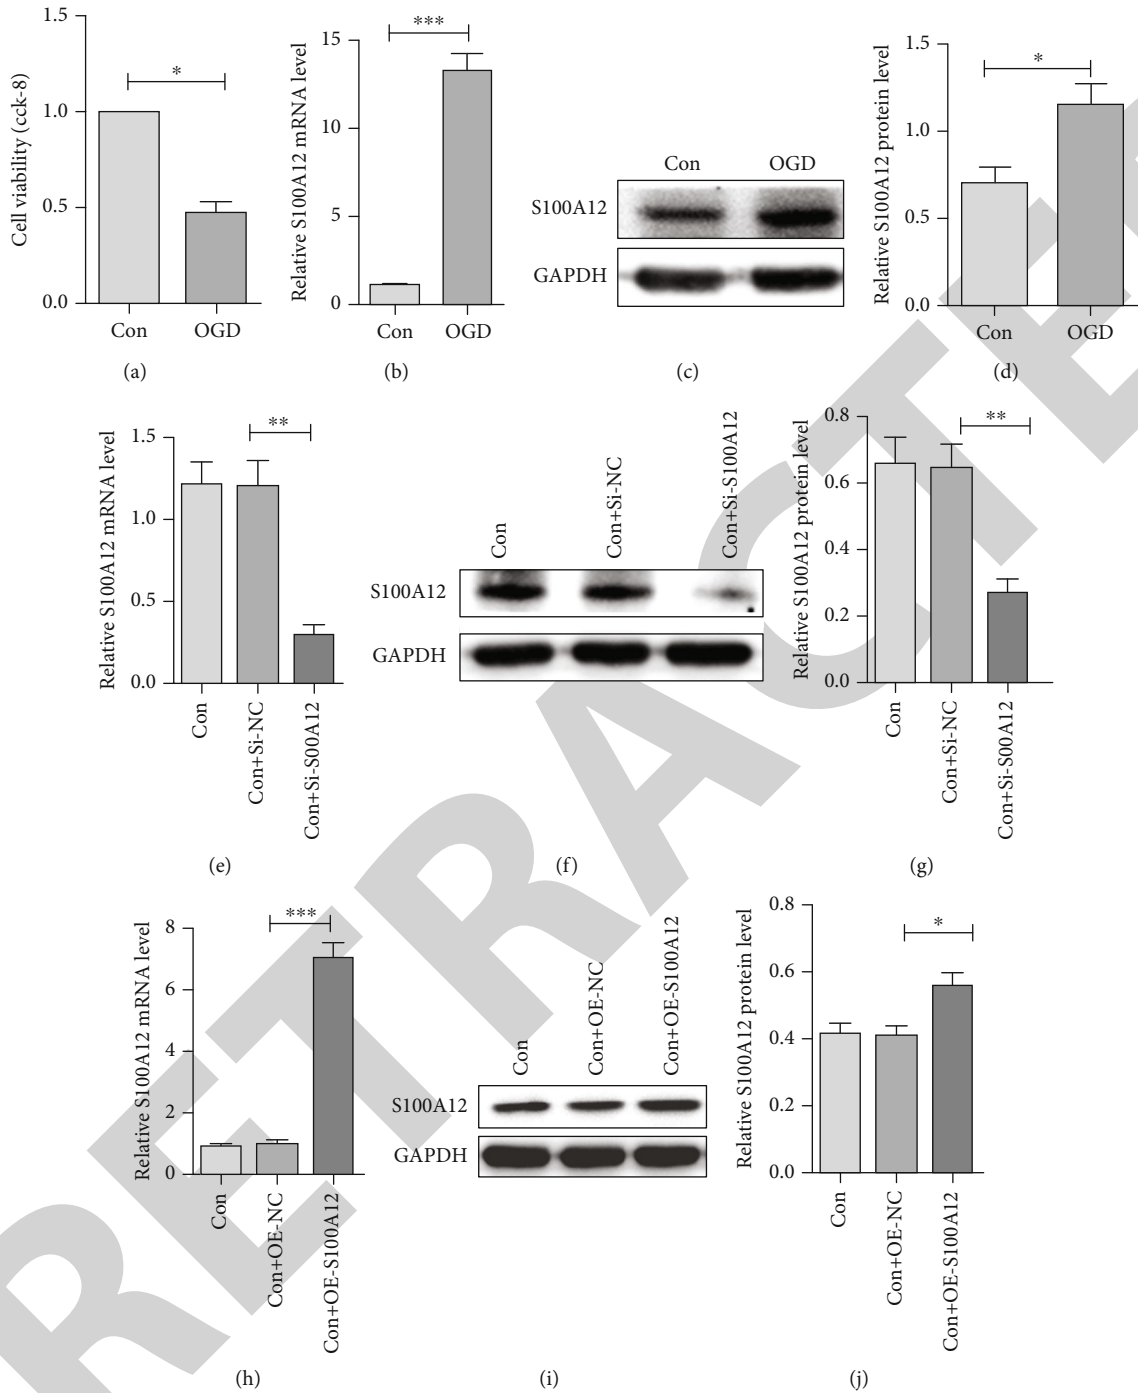 Cell viability (cck-8)
1.5
1.0
0.5
0.0
*
Con
OGD
(a)
Relative S100A12 mRNA level
15
10
5
0
***
Con
OGD
(b)
Con
OGD
S100A12
GAPDH
(c)
Relative S100A12 protein level
1.5
1.0
0.5
0.0
*
Con
OGD
(d)
Relative S100A12 mRNA level
1.5
1.0
0.5
0.0
**
Con
Con+Si-NC
Con+Si-S00A12
(e)
Con
Con+Si-NC
Con+Si-S100A12
S100A12
GAPDH
(f)
Relative S100A12 protein level
0.8
0.6
0.4
0.2
0.0
**
Con
Con+Si-NC
Con+Si-S00A12
(g)
Relative S100A12 mRNA level
8
6
4
2
0
***
Con
Con+OE-NC
Con+OE-S100A12
(h)
Con
Con+OE-NC
Con+OE-S100A12
S100A12
GAPDH
(i)
Relative S100A12 protein level
0.8
0.6
0.4
0.2
0.0
*
Con
Con+OE-NC
Con+OE-S100A12
(j)
RETRACTE